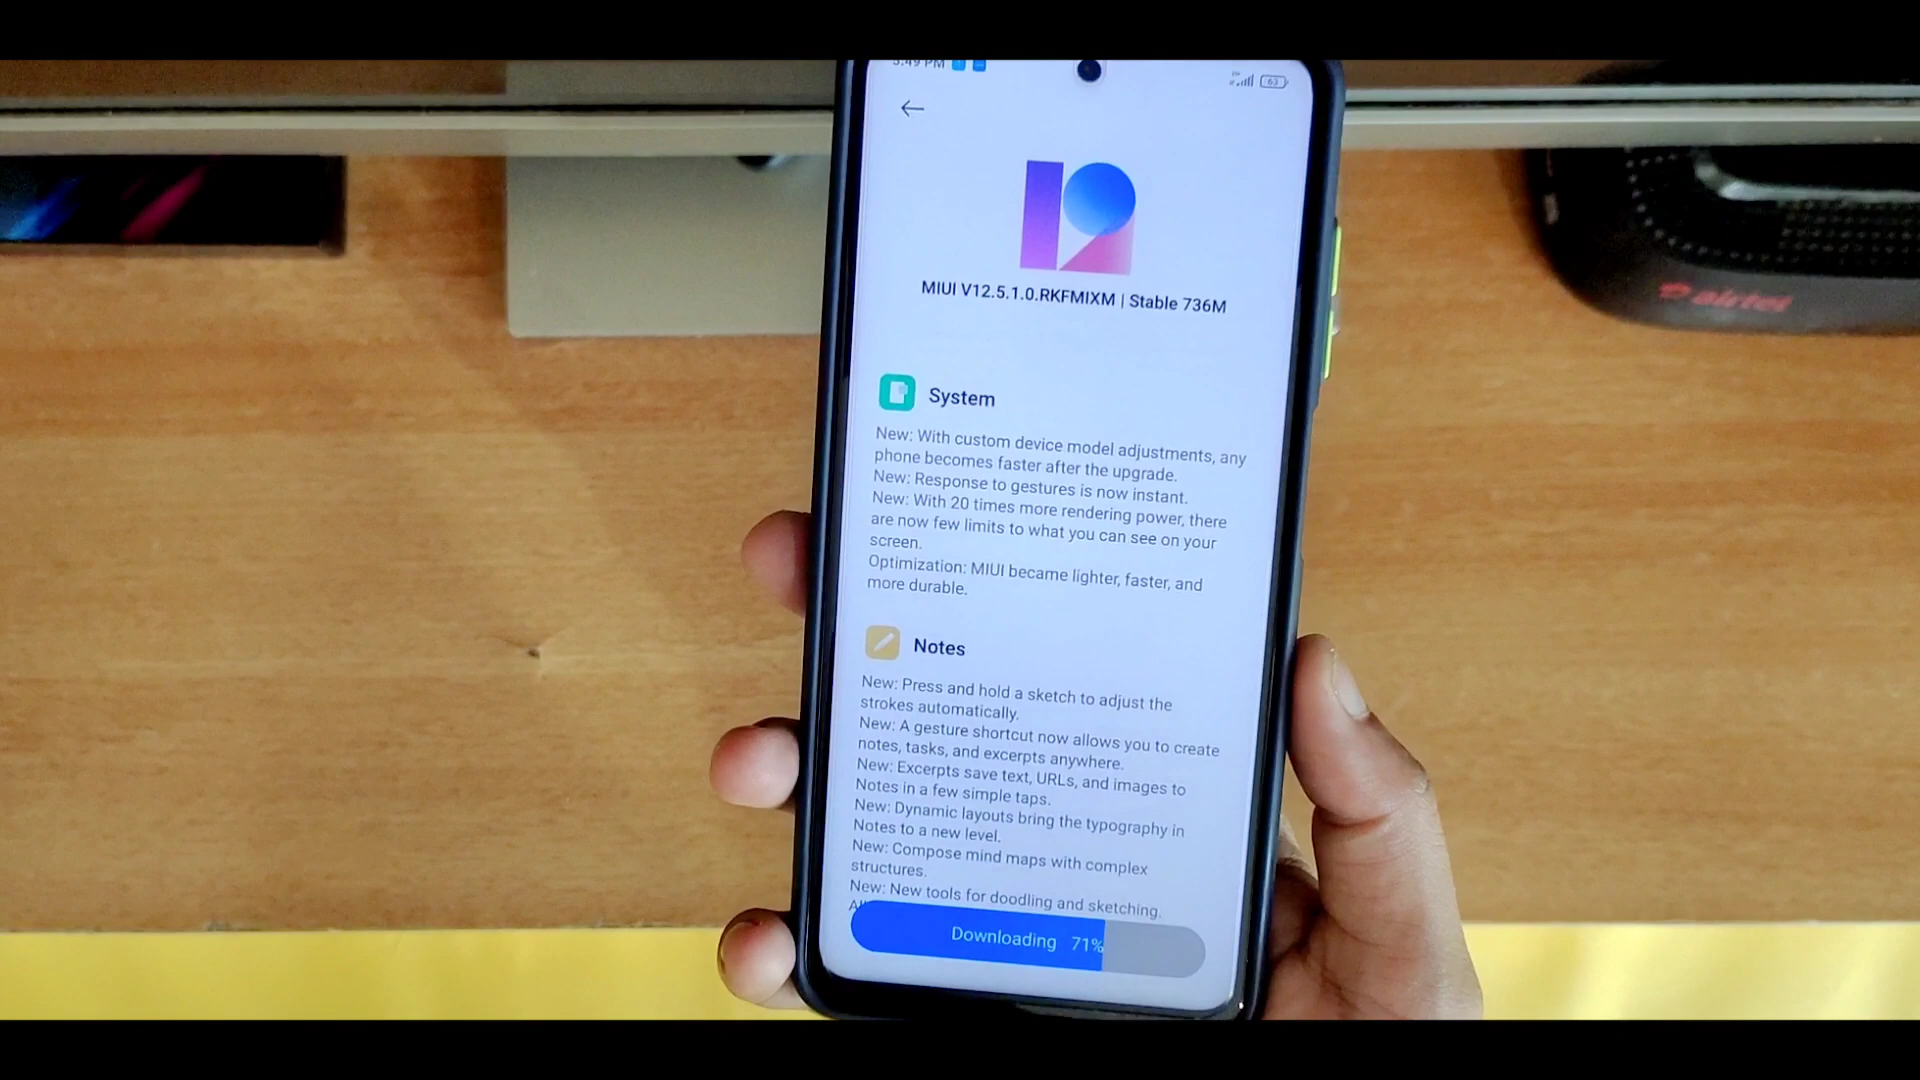 5:49 PM
63
MIUI V12.5.1.0.RKFMIXM | Stable 736M
System
New: With custom device model adjustments, any
phone becomes faster after the upgrade.
New: Response to gestures is now instant.
New: With 20 times more rendering power, there
are now few limits to what you can see on your
screen.
Optimization: MIUI became lighter, faster, and
more durable.
Notes
New: Press and hold a sketch to adjust the
strokes automatically.
New: A gesture shortcut now allows you to create
notes, tasks, and excerpts anywhere.
New: Excerpts save text, URLs, and images to
Notes in a few simple taps.
New: Dynamic layouts bring the typography in
Notes to a new level.
New: Compose mind maps with complex
structures.
New: New tools for doodling and sketching.
Downloading 71%
airtel